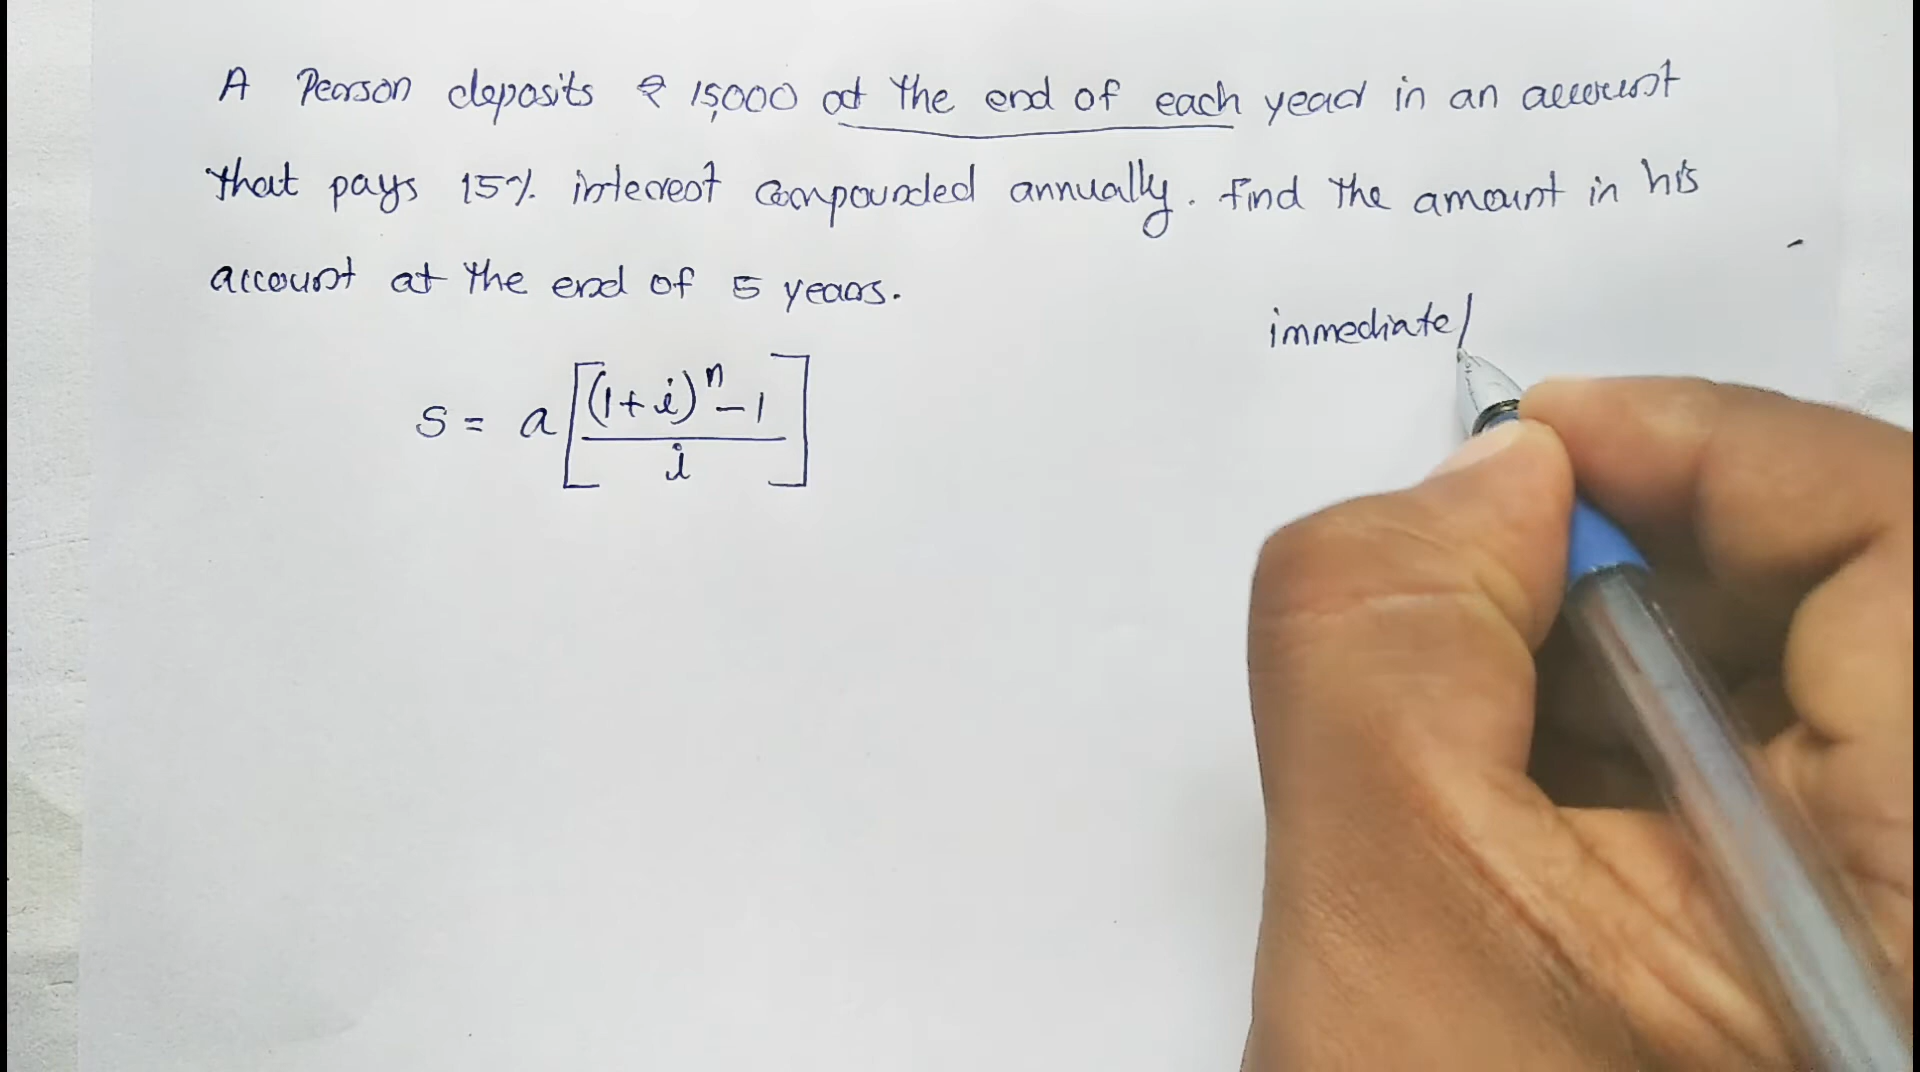 A Person deposits ₹ 15,000 at the end of each year in an account
that pays 15% interest compounded annually. find the amount in his
account at the end of 5 years.
immediate/
S = a[(1+i)^n-1/i]